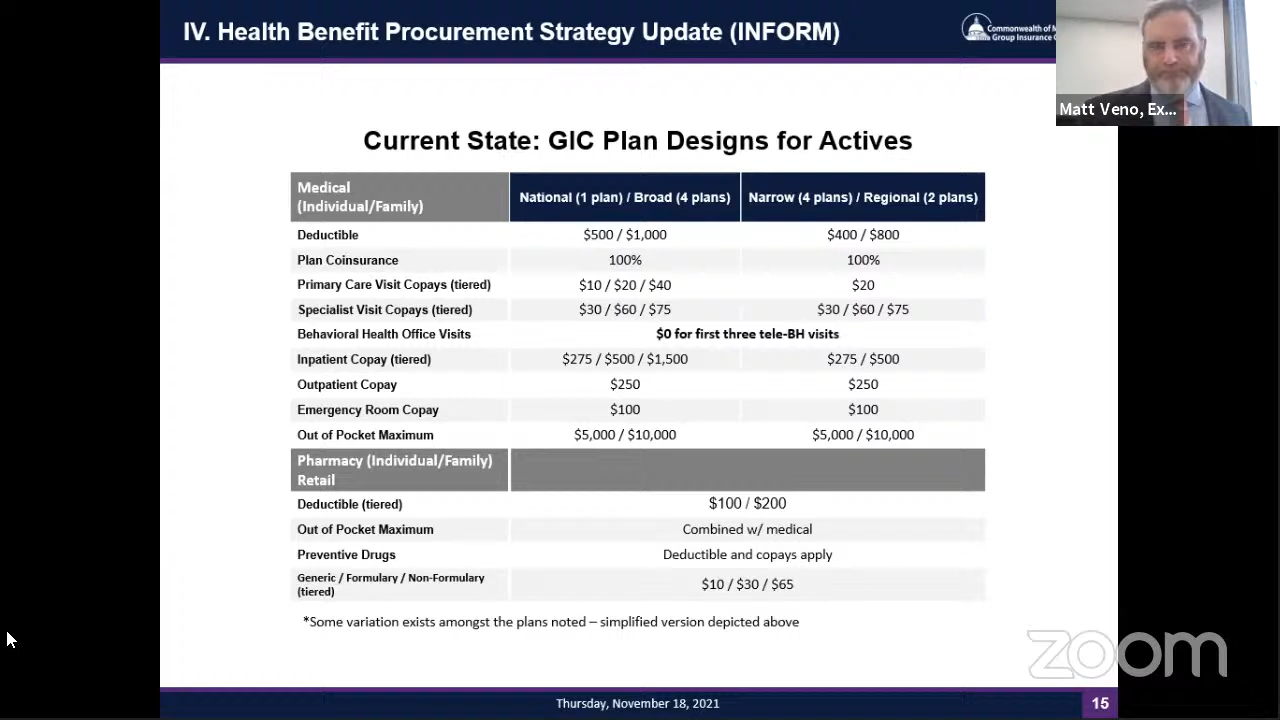 IV. Health Benefit Procurement Strategy Update (INFORM)
Commonwealth of
Group Insurance
Matt Veno, Ex...
Current State: GIC Plan Designs for Actives
Medical
(Individual/Family)
National (1 plan) / Broad (4 plans)
Narrow (4 plans) / Regional (2 plans)
Deductible $500 / $1,000 $400 / $800
Plan Coinsurance 100% 100%
Primary Care Visit Copays (tiered) $10 / $20 / $40 $20
Specialist Visit Copays (tiered) $30 / $60 / $75 $30 / $60 / $75
Behavioral Health Office Visits $0 for first three tele-BH visits
Inpatient Copay (tiered) $275 / $500 / $1,500 $275 / $500
Outpatient Copay $250 $250
Emergency Room Copay $100 $100
Out of Pocket Maximum $5,000 / $10,000 $5,000 / $10,000
Pharmacy (Individual/Family)
Retail
Deductible (tiered) $100 / $200
Out of Pocket Maximum Combined w/ medical
Preventive Drugs Deductible and copays apply
Generic / Formulary / Non-Formulary
(tiered)
$10 / $30 / $65
*Some variation exists amongst the plans noted – simplified version depicted above
zoom
Thursday, November 18, 2021
15